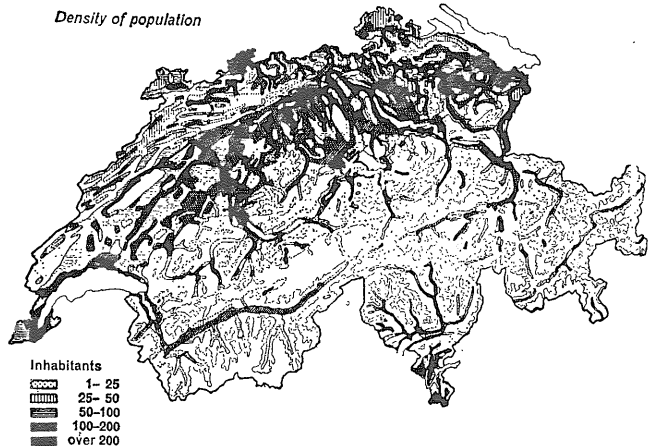 Density of population
Inhabitants
1– 25
25– 50
50–100
100–200
over 200